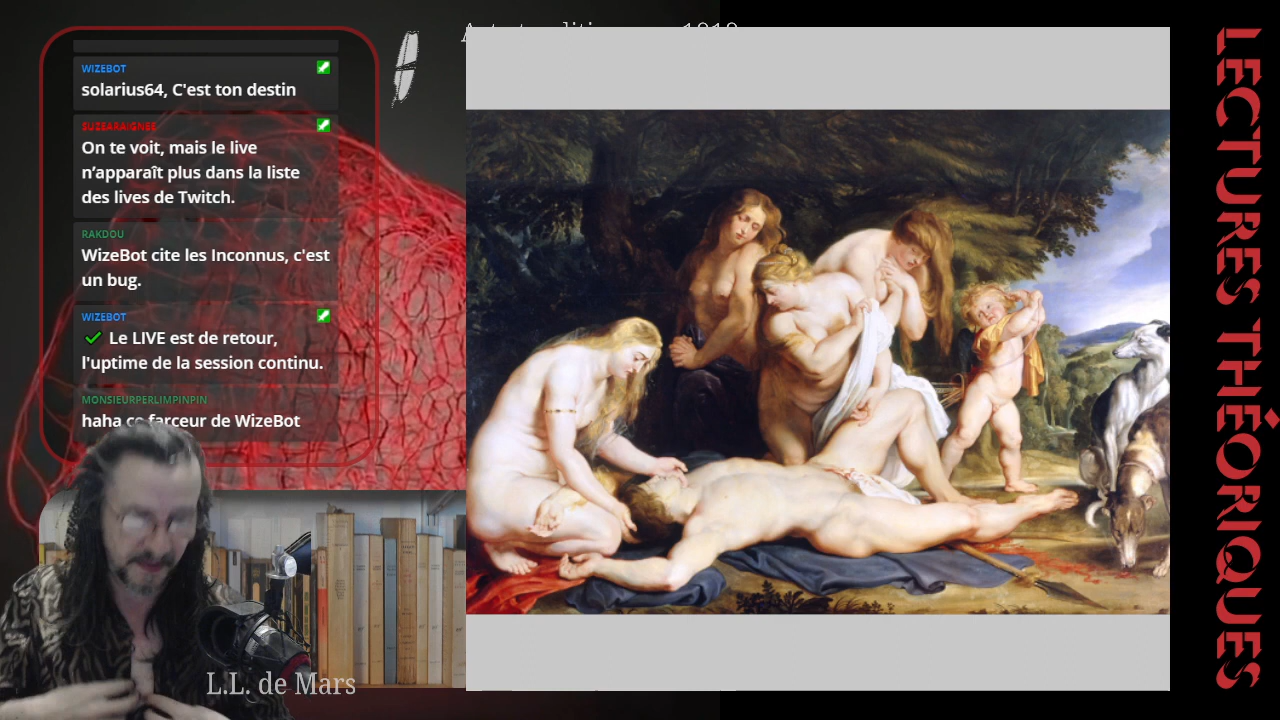 WIZEBOT
solarius64, C'est ton destin
SUZEARAIGNEE
On te voit, mais le live
n'apparaît plus dans la liste
des lives de Twitch.
RAKDOU
WizeBot cite les Inconnus, c'est
un bug.
WIZEBOT
Le LIVE est de retour,
l'uptime de la session continu.
MONSIEURPERLIMPINPIN
haha ce farceur de WizeBot
L.L. de Mars
LECTURES THÉORIQUES